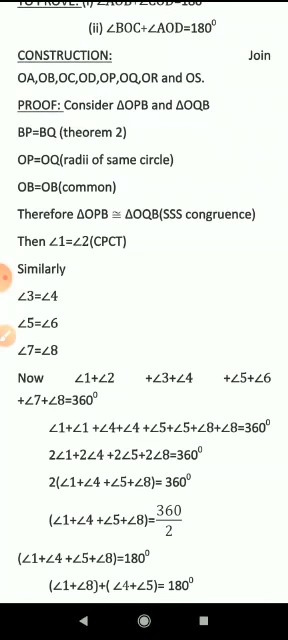 TO PROVE: (i) ∠AOB+∠COD=180⁰
(ii) ∠BOC+∠AOD=180⁰
CONSTRUCTION: Join
OA,OB,OC,OD,OP,OQ,OR and OS.
PROOF: Consider ΔOPB and ΔOQB
BP=BQ (theorem 2)
OP=OQ(radii of same circle)
OB=OB(common)
Therefore ΔOPB ≅ ΔOQB(SSS congruence)
Then ∠1=∠2(CPCT)
Similarly
∠3=∠4
∠5=∠6
∠7=∠8
Now ∠1+∠2 +∠3+∠4 +∠5+∠6
+∠7+∠8=360⁰
∠1+∠1 +∠4+∠4 +∠5+∠5+∠8+∠8=360⁰
2∠1+2∠4 +2∠5+2∠8=360⁰
2(∠1+∠4 +∠5+∠8)= 360⁰
(∠1+∠4 +∠5+∠8)=360/2
(∠1+∠4 +∠5+∠8)=180⁰
(∠1+∠8)+( ∠4+∠5)= 180⁰